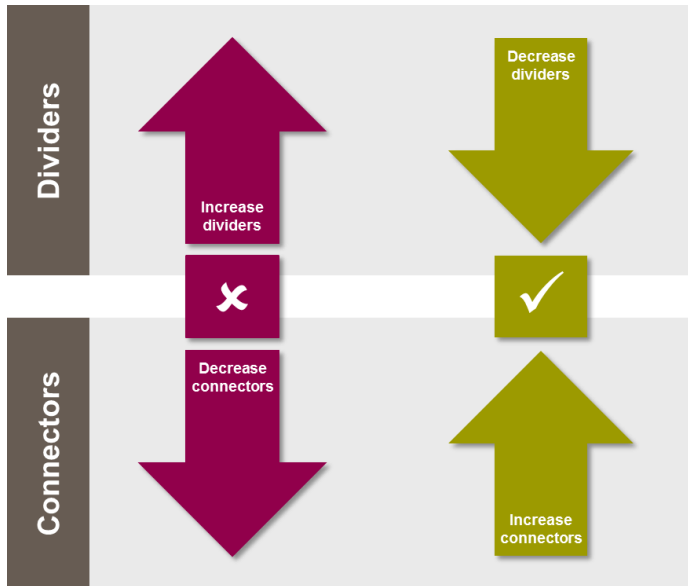 Dividers
Increase
dividers
Decrease
dividers
Connectors
Decrease
connectors
Increase
connectors